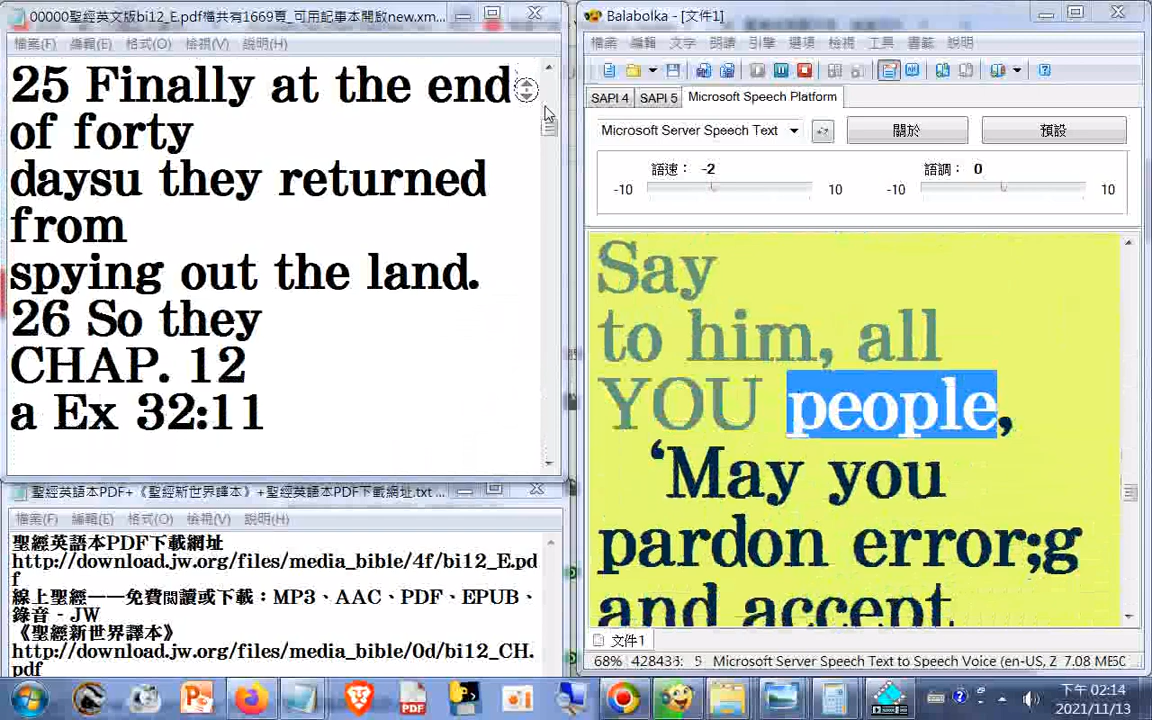 00000聖經英文版bi12_E.pdf檔共有1669頁_可用記事本開啟new.xm...
檔案(F) 編輯(E) 格式(O) 檢視(V) 說明(H)
25 Finally at the end
of forty
daysu they returned
from
spying out the land.
26 So they
CHAP. 12
a Ex 32:11
聖經英語本PDF+《聖經新世界譯本》+聖經英語本PDF下載網址.txt ...
檔案(F) 編輯(E) 格式(O) 檢視(V) 說明(H)
聖經英語本PDF下載網址
http://download.jw.org/files/media_bible/4f/bi12_E.pd
f
線上聖經──免費閱讀或下載：MP3、AAC、PDF、EPUB、
錄音 - JW
《聖經新世界譯本》
http://download.jw.org/files/media_bible/0d/bi12_CH.
pdf
Balabolka - [文件1]
檔案 編輯 文字 朗讀 引擎 選項 檢視 工具 書籤 說明
SAPI 4 SAPI 5 Microsoft Speech Platform
Microsoft Server Speech Text 關於 預設
語速： -2 語調： 0
-10 10 -10 10
Say
to him, all
YOU people,
‘May you
pardon error;g
and accept
文件1
68% Microsoft Server Speech Text to Speech Voice (en-US, Z 7.08 ME
下午 02:14
2021/11/13